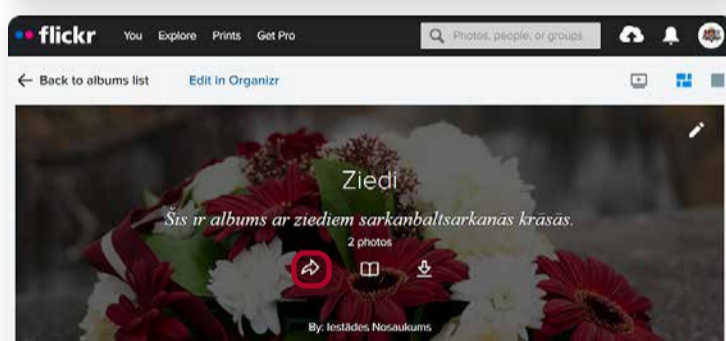 flickr You Explore Prints Get Pro Photos, people, or groups
← Back to albums list Edit in Organizr
Ziedi
Šis ir albums ar ziediem sarkanbaltsarkanās krāsās.
2 photos
By: Iestādes Nosaukums